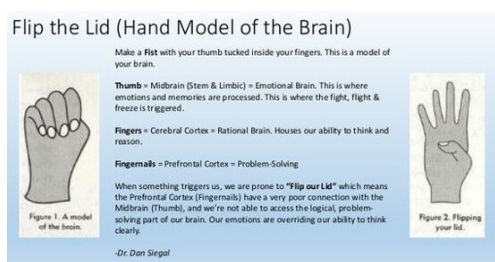 Flip the Lid (Hand Model of the Brain)
Make a Fist with your thumb tucked inside your fingers. This is a model of
your brain.
Thumb = Midbrain (Stem & Limbic) = Emotional Brain. This is where
emotions and memories are processed. This is where the fight, flight &
freeze is triggered.
Fingers = Cerebral Cortex = Rational Brain. Houses our ability to think and
reason.
Fingernails = Prefrontal Cortex = Problem-Solving
When something triggers us, we are prone to "Flip our Lid" which means
the Prefrontal Cortex (Fingernails) have a very poor connection with the
Midbrain (Thumb), and we're not able to access the logical, problem-
solving part of our brain. Our emotions are overriding our ability to think
clearly.
-Dr. Dan Siegal
Figure 1. A model
of the brain.
Figure 2. Flipping
your lid.